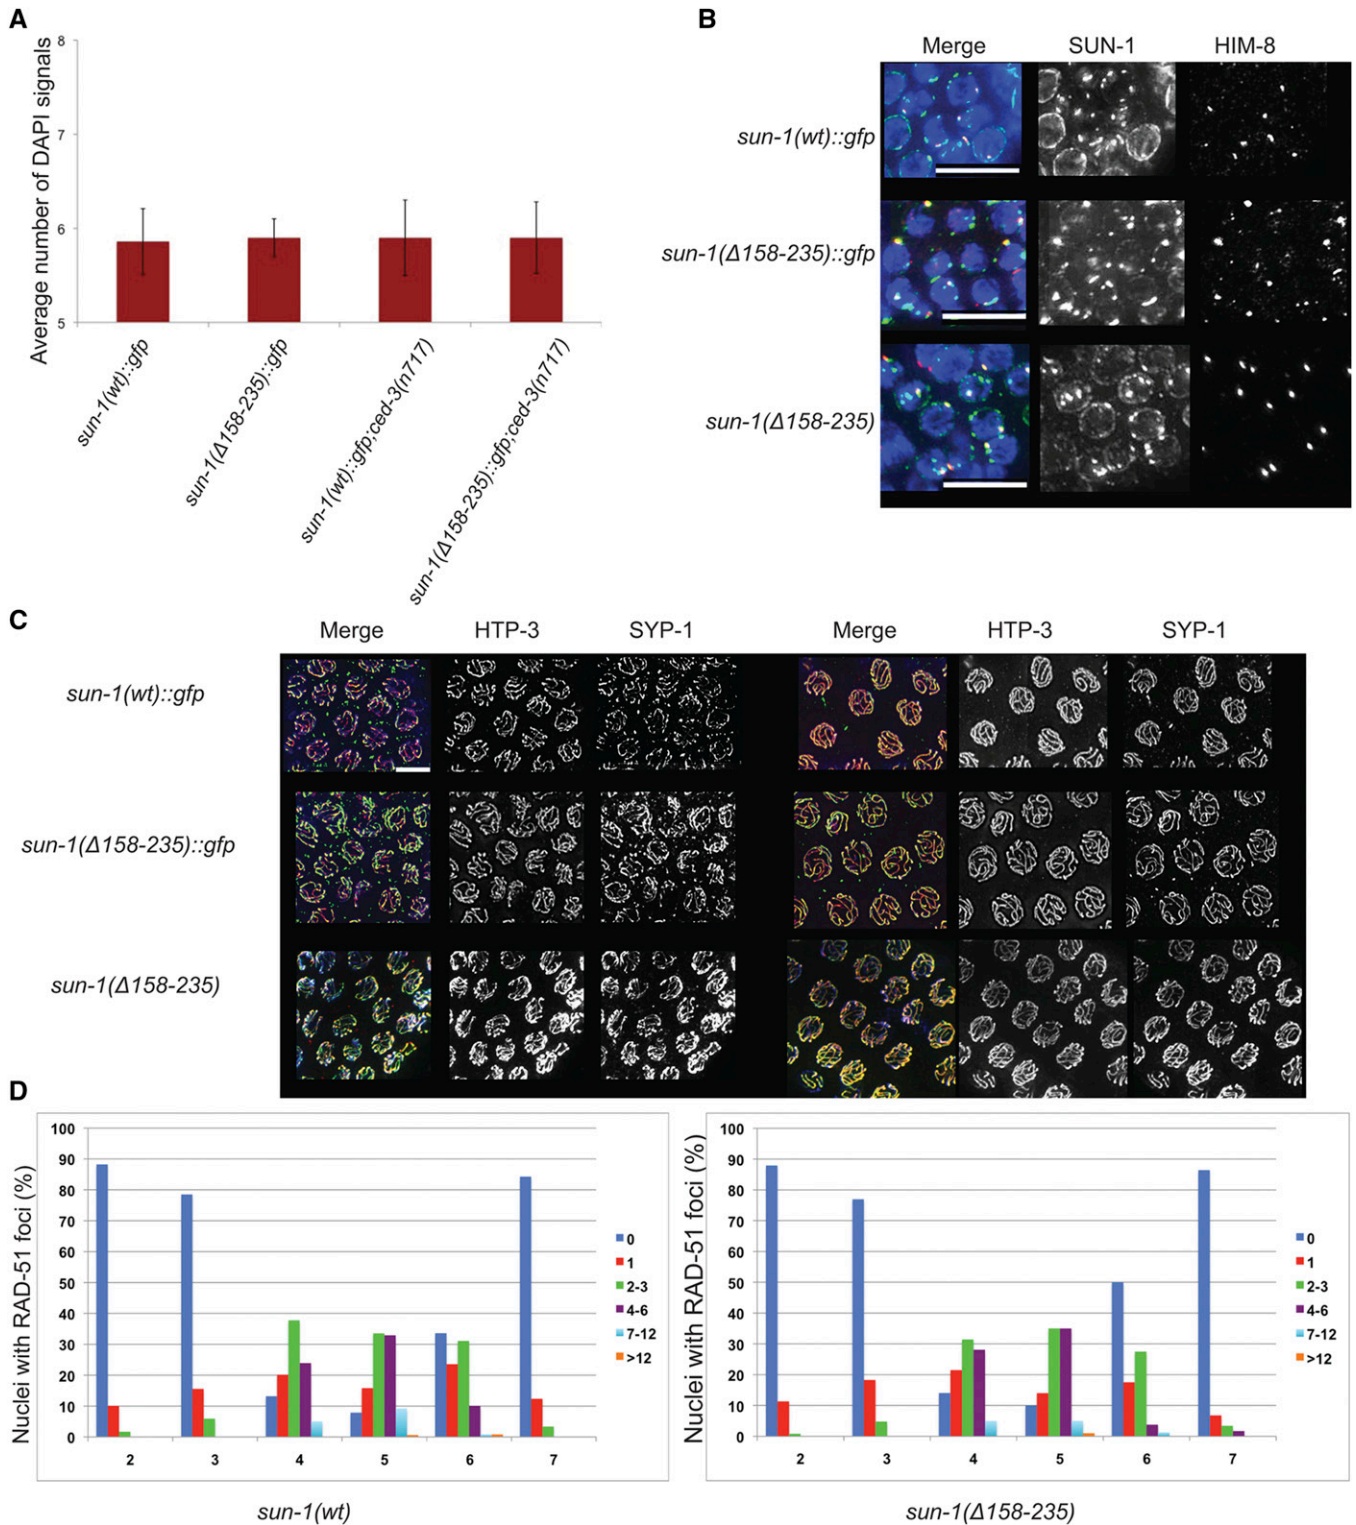 A
8
7
6
5
Average number of DAPI signals
sun-1(wt)::gfp
sun-1(Δ158-235)::gfp
sun-1(wt)::gfp;ced-3(n717)
sun-1(Δ158-235)::gfp;ced-3(n717)
B
Merge SUN-1 HIM-8
sun-1(wt)::gfp
sun-1(Δ158-235)::gfp
sun-1(Δ158-235)
C
Merge HTP-3 SYP-1 Merge HTP-3 SYP-1
sun-1(wt)::gfp
sun-1(Δ158-235)::gfp
sun-1(Δ158-235)
D
Nuclei with RAD-51 foci (%)
100
90
80
70
60
50
40
30
20
10
0
2 3 4 5 6 7
0
1
2-3
4-6
7-12
>12
sun-1(wt)
Nuclei with RAD-51 foci (%)
100
90
80
70
60
50
40
30
20
10
0
2 3 4 5 6 7
0
1
2-3
4-6
7-12
>12
sun-1(Δ158-235)